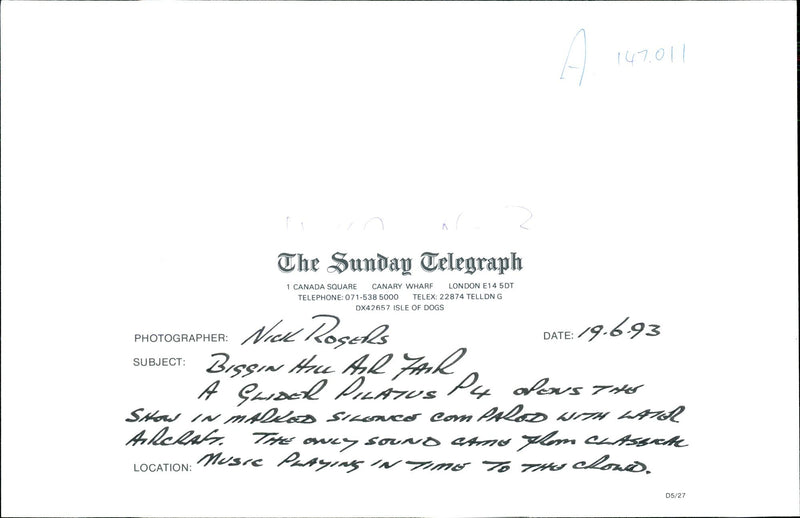 A. 147.011
The Sunday Telegraph
1 CANADA SQUARE CANARY WHARF LONDON E14 5DT
TELEPHONE: 071-538 5000 TELEX: 22874 TELLDN G
DX42657 ISLE OF DOGS
PHOTOGRAPHER: Nick Rogers DATE: 19.6.93
SUBJECT: Biggin Hill Air Fair
A GLIDER PILATUS P4 OPENS THE
SHOW IN MARKED SILENCE COMPARED WITH LATER
AIRCRAFT. THE ONLY SOUND CAME FROM CLASSICAL
LOCATION: MUSIC PLAYING IN TIME TO THE CROWD.
D5/27